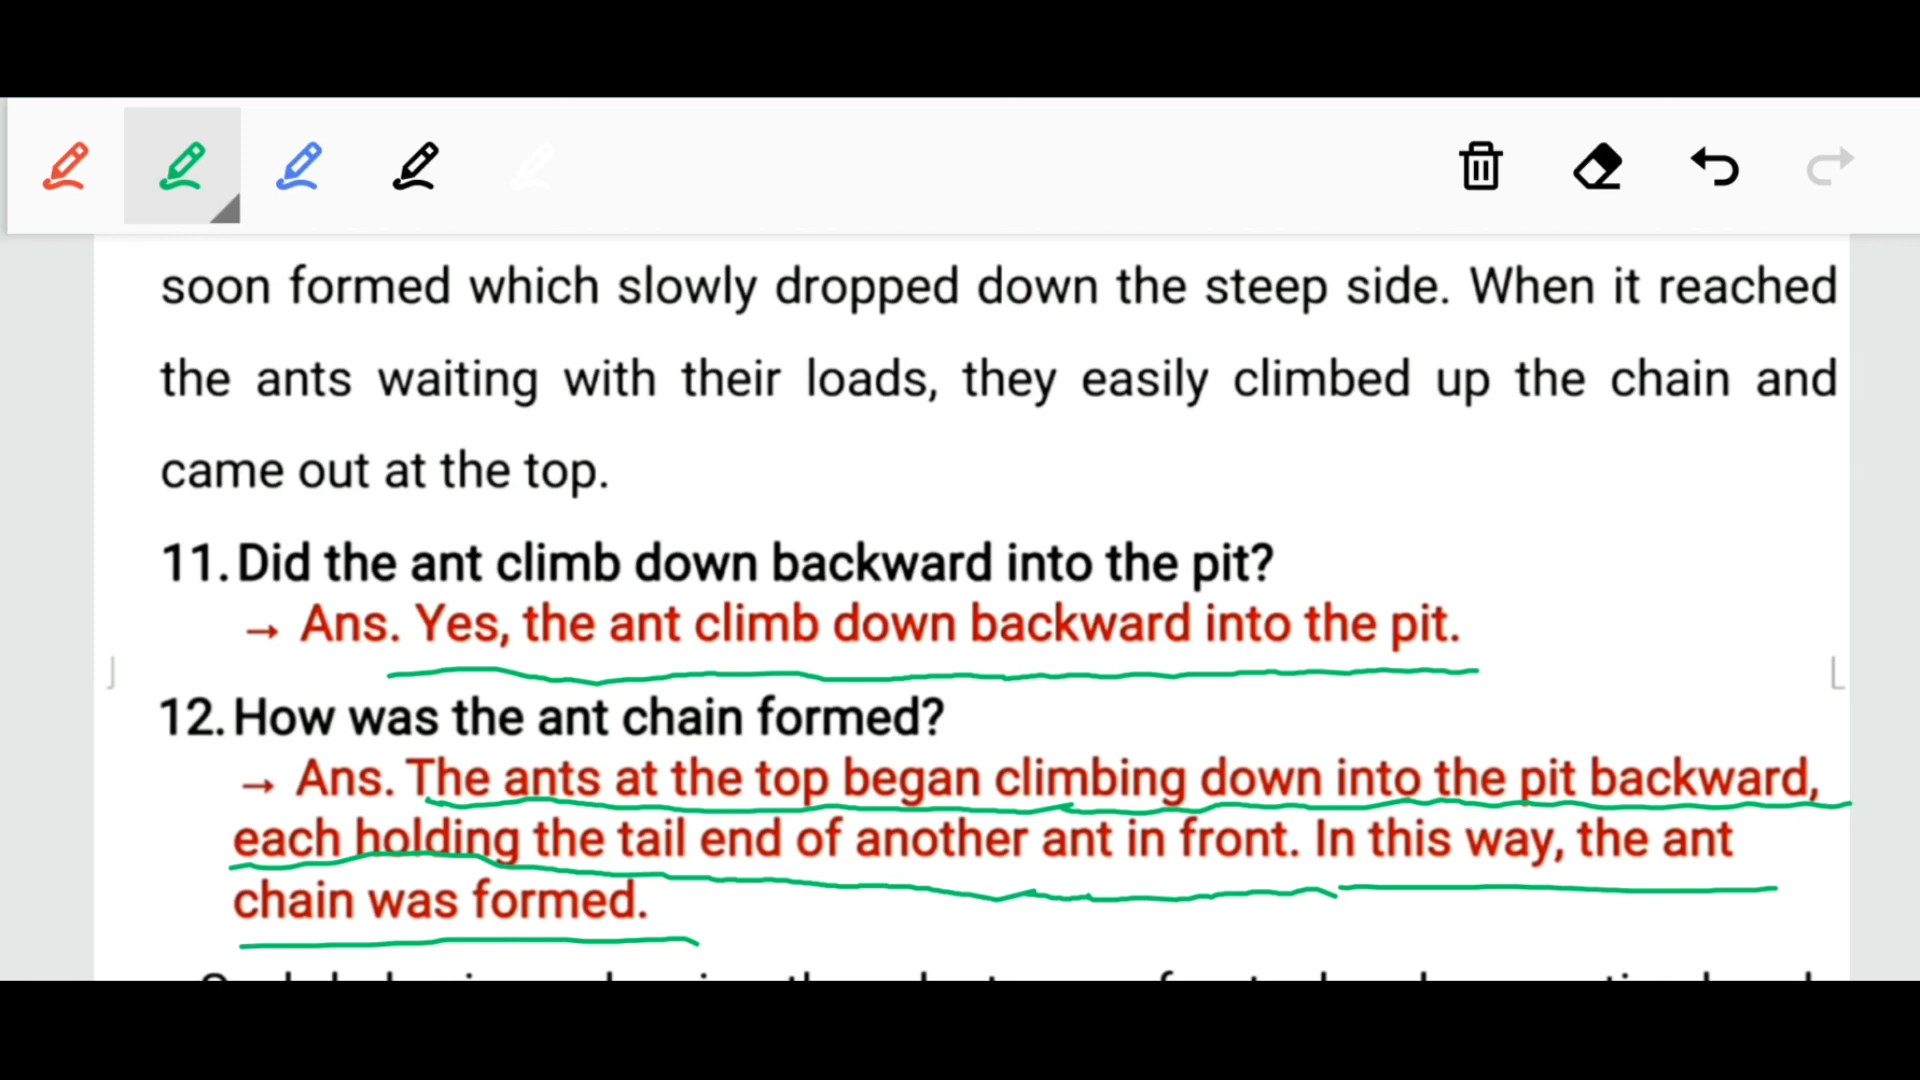 soon formed which slowly dropped down the steep side. When it reached
the ants waiting with their loads, they easily climbed up the chain and
came out at the top.
11. Did the ant climb down backward into the pit?
→ Ans. Yes, the ant climb down backward into the pit.
12. How was the ant chain formed?
→ Ans. The ants at the top began climbing down into the pit backward,
each holding the tail end of another ant in front. In this way, the ant
chain was formed.